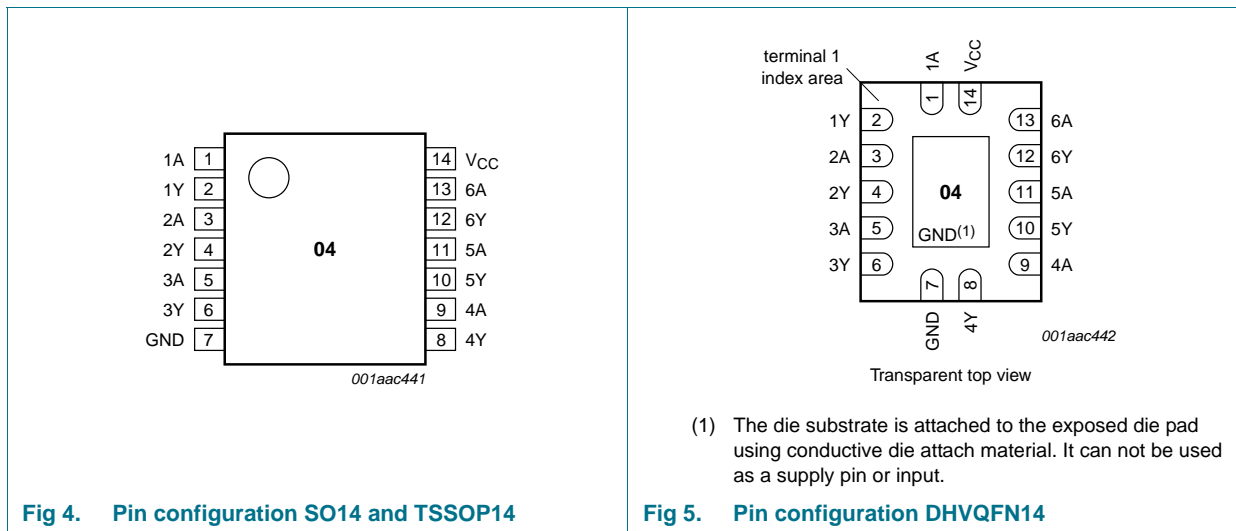 1A 1
1Y 2
2A 3
2Y 4
3A 5
3Y 6
GND 7
04
14 VCC
13 6A
12 6Y
11 5A
10 5Y
9 4A
8 4Y
001aac441
Fig 4. Pin configuration SO14 and TSSOP14
terminal 1
index area
1A
VCC
1
14
1Y 2
2A 3
2Y 4
3A 5
3Y 6
04
GND(1)
13 6A
12 6Y
11 5A
10 5Y
9 4A
7
8
GND
4Y
001aac442
Transparent top view
(1) The die substrate is attached to the exposed die pad
using conductive die attach material. It can not be used
as a supply pin or input.
Fig 5. Pin configuration DHVQFN14